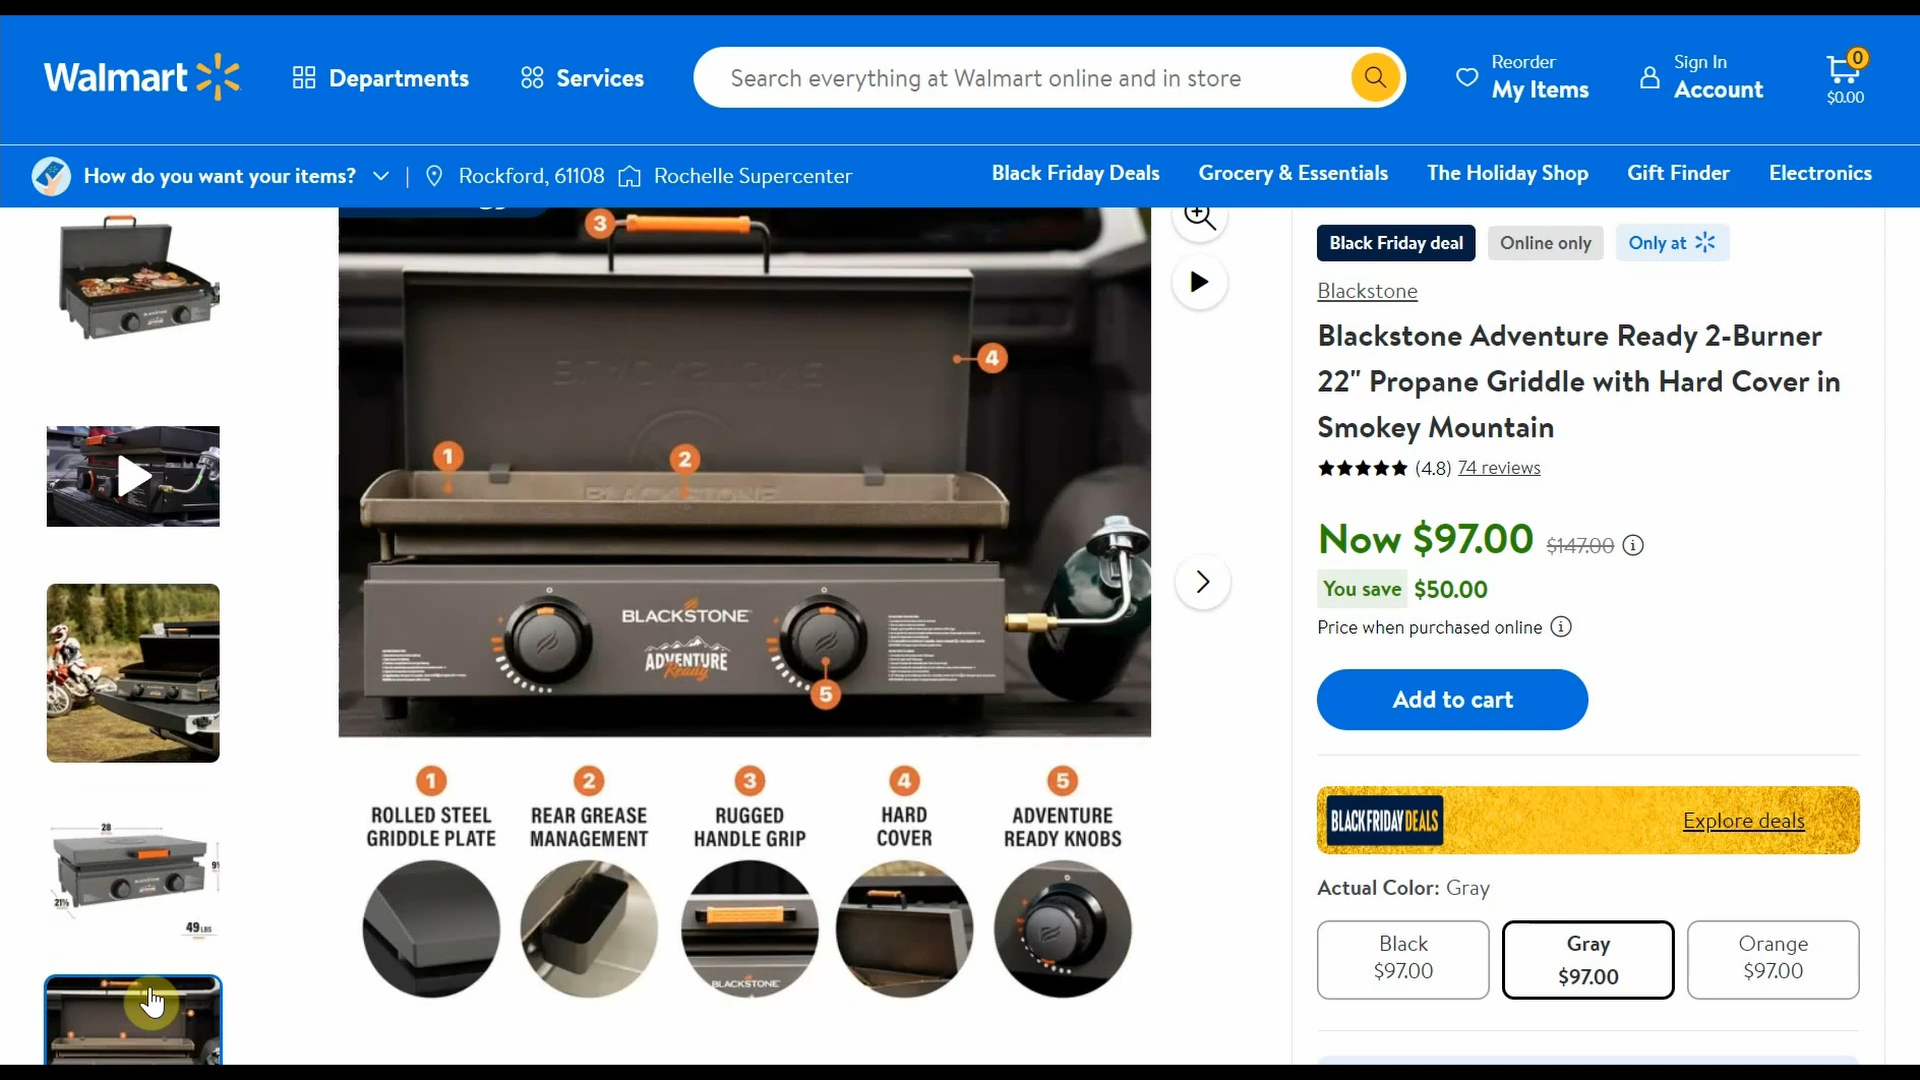 Walmart
Departments
Services
Search everything at Walmart online and in store
Reorder
My Items
Sign In
Account
0
$0.00
How do you want your items?
Rockford, 61108
Rochelle Supercenter
Black Friday Deals
Grocery & Essentials
The Holiday Shop
Gift Finder
Electronics
3
4
1
2
BLACKSTONE
BLACKSTONE
BLACKSTONE
ADVENTURE
Ready
5
1
2
3
4
5
ROLLED STEEL
GRIDDLE PLATE
REAR GREASE
MANAGEMENT
RUGGED
HANDLE GRIP
HARD
COVER
ADVENTURE
READY KNOBS
BLACKSTONE
28
21½
49 LBS
Black Friday deal
Online only
Only at
Blackstone
Blackstone Adventure Ready 2-Burner
22" Propane Griddle with Hard Cover in
Smokey Mountain
(4.8) 74 reviews
Now $97.00 $147.00
You save $50.00
Price when purchased online
Add to cart
BLACK FRIDAY DEALS
Explore deals
Actual Color: Gray
Black
$97.00
Gray
$97.00
Orange
$97.00